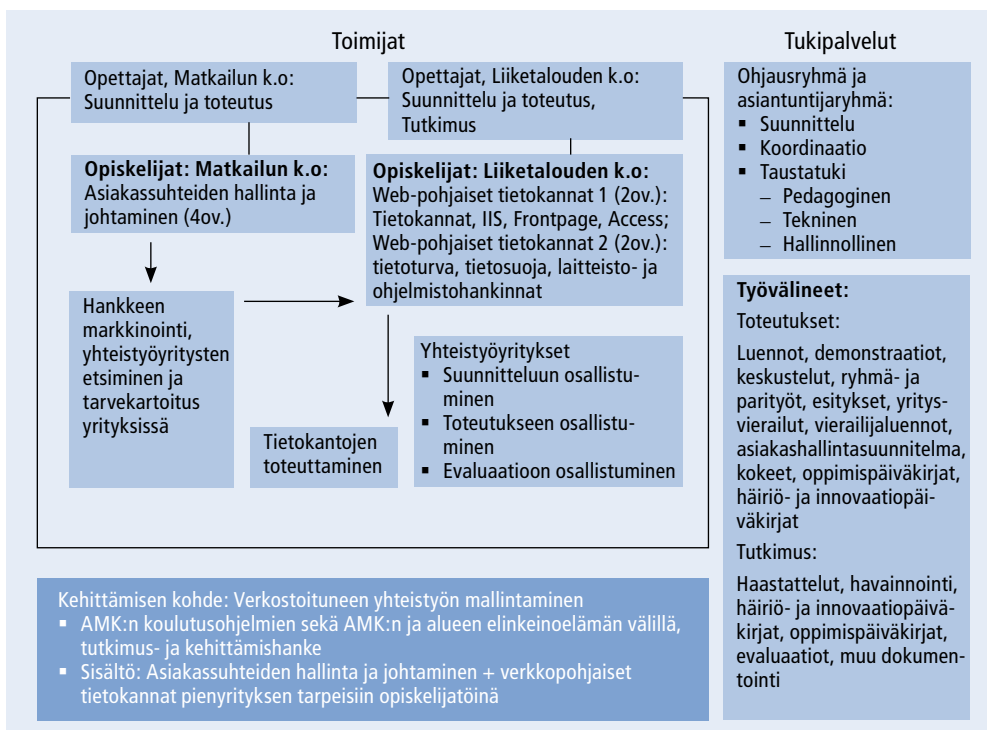 Toimijat
Opettajat, Matkailun k.o:
Suunnittelu ja toteutus
Opettajat, Liiketalouden k.o:
Suunnittelu ja toteutus,
Tutkimus
Opiskelijat: Matkailun k.o:
Asiakassuhteiden hallinta ja
johtaminen (4ov.)
Opiskelijat: Liiketalouden k.o:
Web-pohjaiset tietokannat 1 (2ov.):
Tietokannat, IIS, Frontpage, Access;
Web-pohjaiset tietokannat 2 (2ov.):
tietoturva, tietosuoja, laitteisto- ja
ohjelmistohankinnat
Hankkeen
markkinointi,
yhteistyöyritysten
etsiminen ja
tarvekartoitus
yrityksissä
Tietokantojen
toteuttaminen
Yhteistyöyritykset
▪ Suunnitteluun osallistu-
minen
▪ Toteutukseen osallistu-
minen
▪ Evaluaatioon osallistuminen
Kehittämisen kohde: Verkostoituneen yhteistyön mallintaminen
▪ AMK:n koulutusohjelmien sekä AMK:n ja alueen elinkeinoelämän välillä,
tutkimus- ja kehittämishanke
▪ Sisältö: Asiakassuhteiden hallinta ja johtaminen + verkkopohjaiset
tietokannat pienyrityksen tarpeisiin opiskelijatöinä
Tukipalvelut
Ohjausryhmä ja
asiantuntijaryhmä:
▪ Suunnittelu
▪ Koordinaatio
▪ Taustatuki
– Pedagoginen
– Tekninen
– Hallinnollinen
Työvälineet:
Toteutukset:
Luennot, demonstraatiot,
keskustelut, ryhmä- ja
parityöt, esitykset, yritys-
vierailut, vierailijaluennot,
asiakashallintasuunnitelma,
kokeet, oppimispäiväkirjat,
häiriö- ja innovaatiopäi-
väkirjat
Tutkimus:
Haastattelut, havainnointi,
häiriö- ja innovaatiopäivä-
kirjat, oppimispäiväkirjat,
evaluaatiot, muu dokumen-
tointi